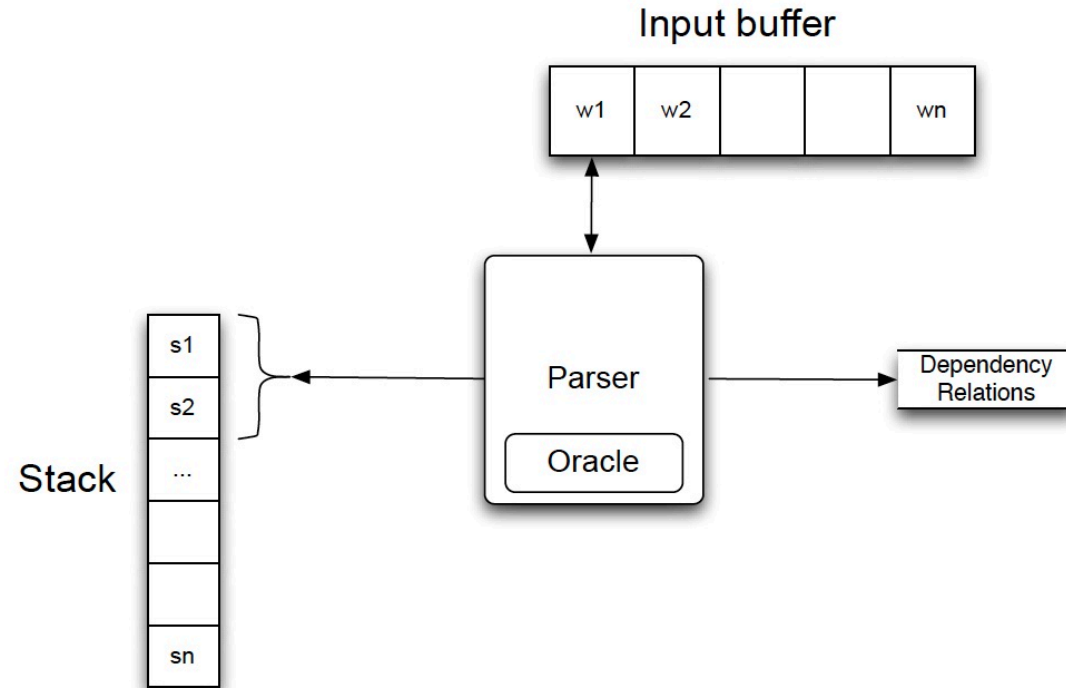 Input buffer
w1 w2 wn
s1
s2
...
sn
Stack
Parser
Oracle
Dependency
Relations